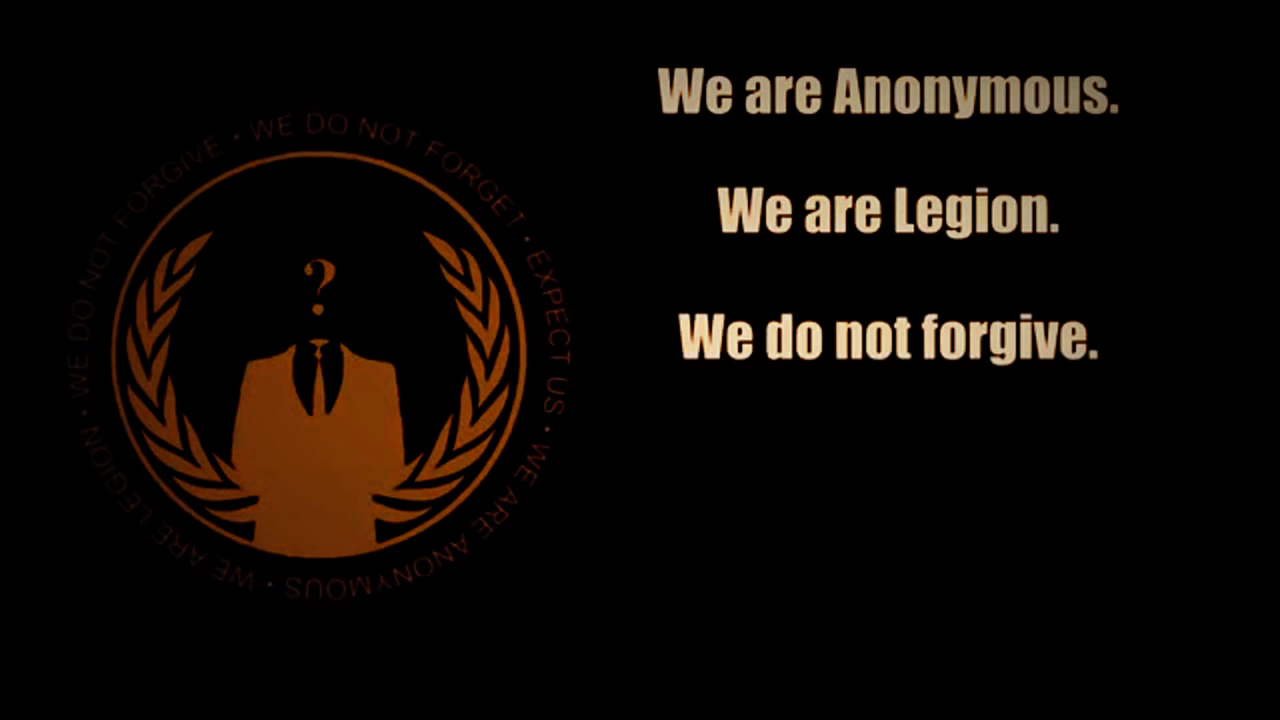 We are Anonymous.
We are Legion.
We do not forgive.
?
WE ARE ANONYMOUS • WE ARE LEGION • WE DO NOT FORGIVE • WE DO NOT FORGET • EXPECT US •